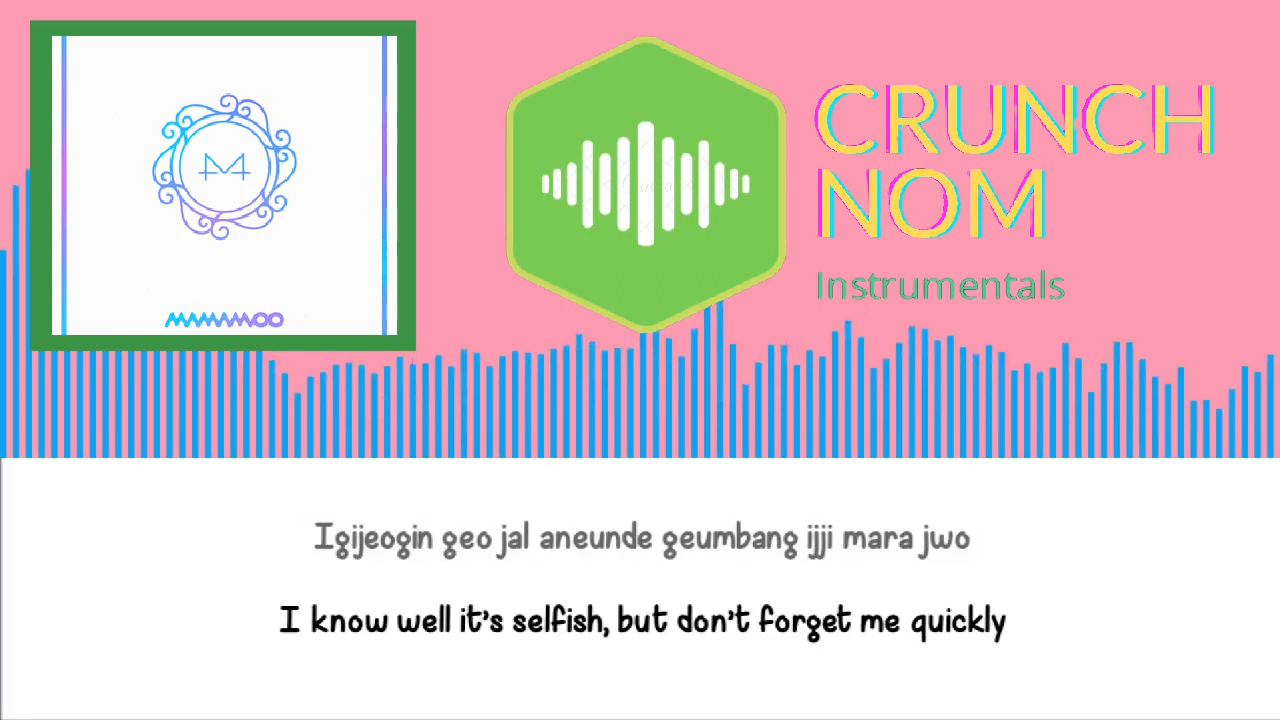 MAMAMOO
CRUNCH
NOM
Instrumentals
Igijeogin geo jal aneunde geumbang ijji mara jwo
I know well it's selfish, but don't forget me quickly